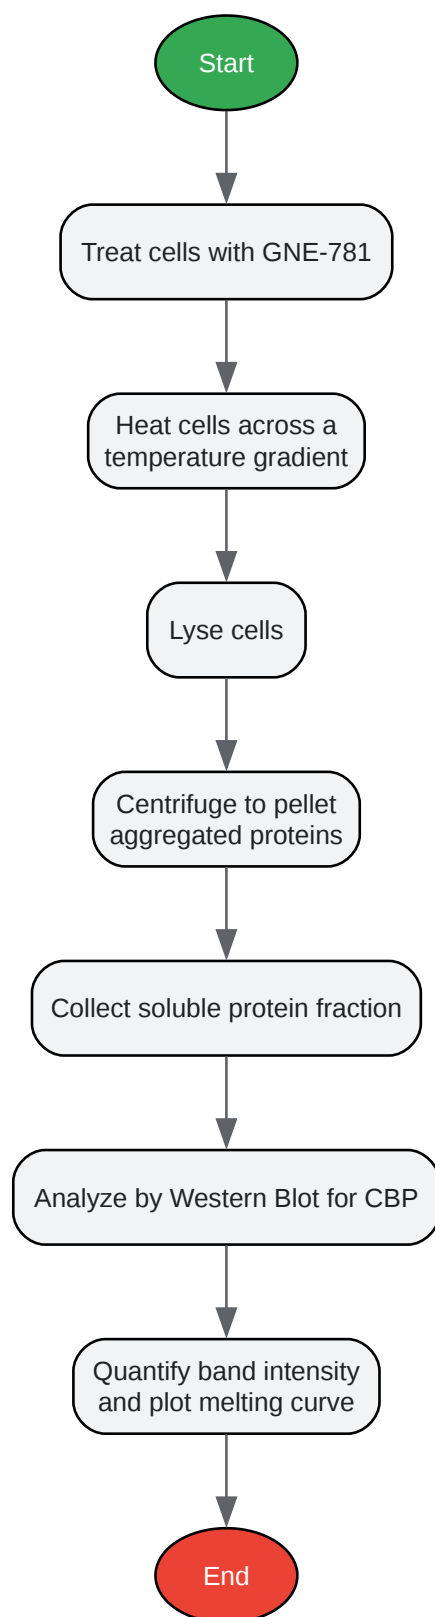 Start
Treat cells with GNE-781
Heat cells across a
temperature gradient
Lyse cells
Centrifuge to pellet
aggregated proteins
Collect soluble protein fraction
Analyze by Western Blot for CBP
Quantify band intensity
and plot melting curve
End